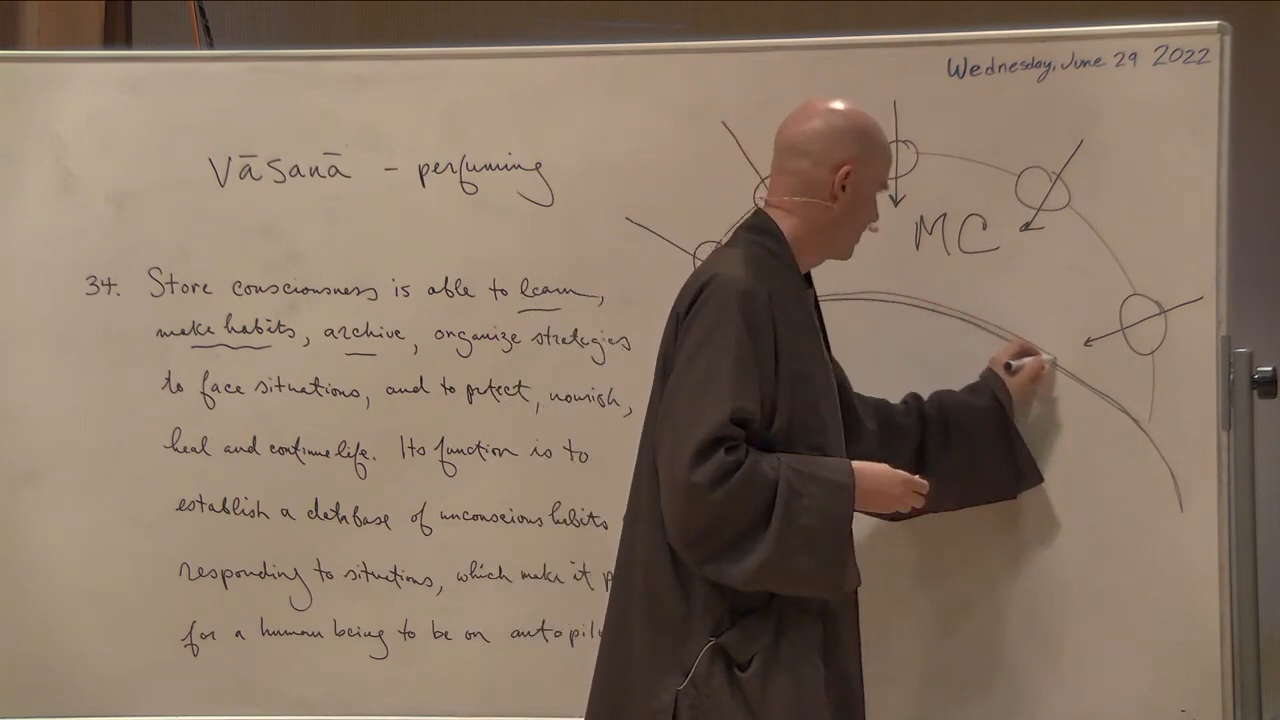 Wednesday, June 29 2022
Vāsanā - perfuming
MC
34. Store consciousness is able to learn,
make habits, archive, organize strategies
to face situations, and to protect, nourish,
heal and continue life. Its function is to
establish a database of unconscious habits
responding to situations, which make it
for a human being to be on